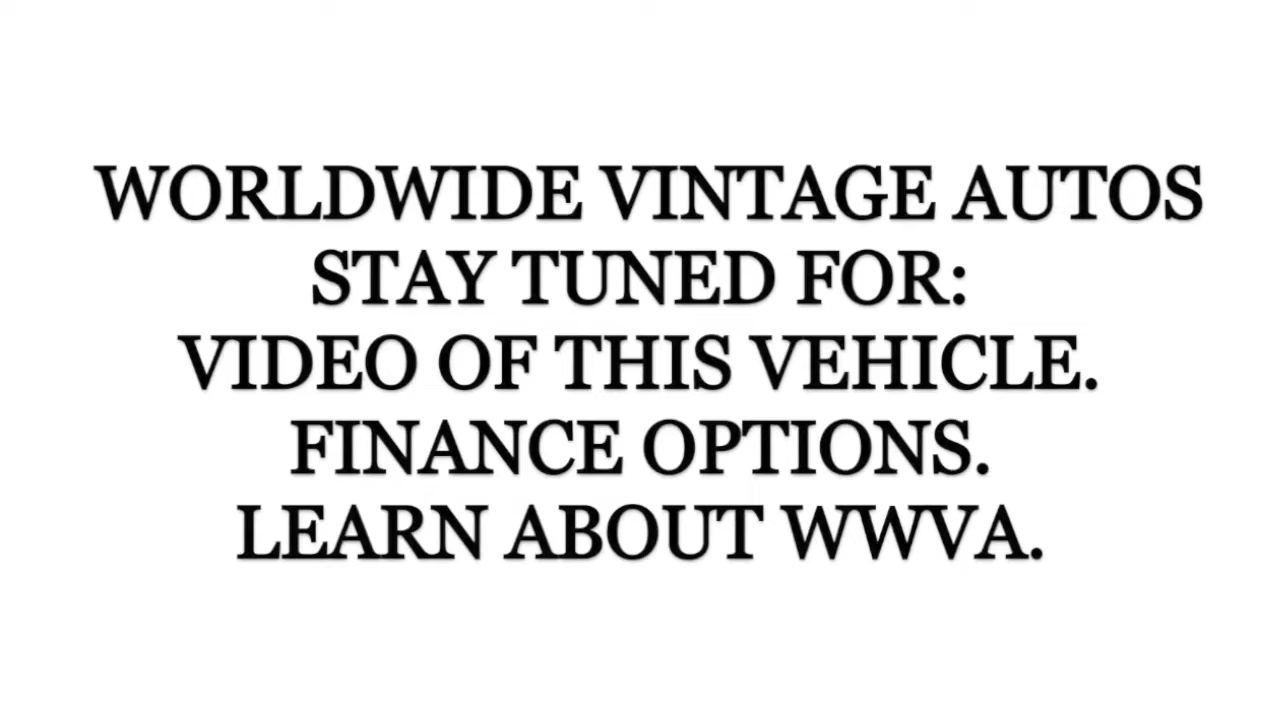 WORLDWIDE VINTAGE AUTOS
STAY TUNED FOR:
VIDEO OF THIS VEHICLE.
FINANCE OPTIONS.
LEARN ABOUT WWVA.